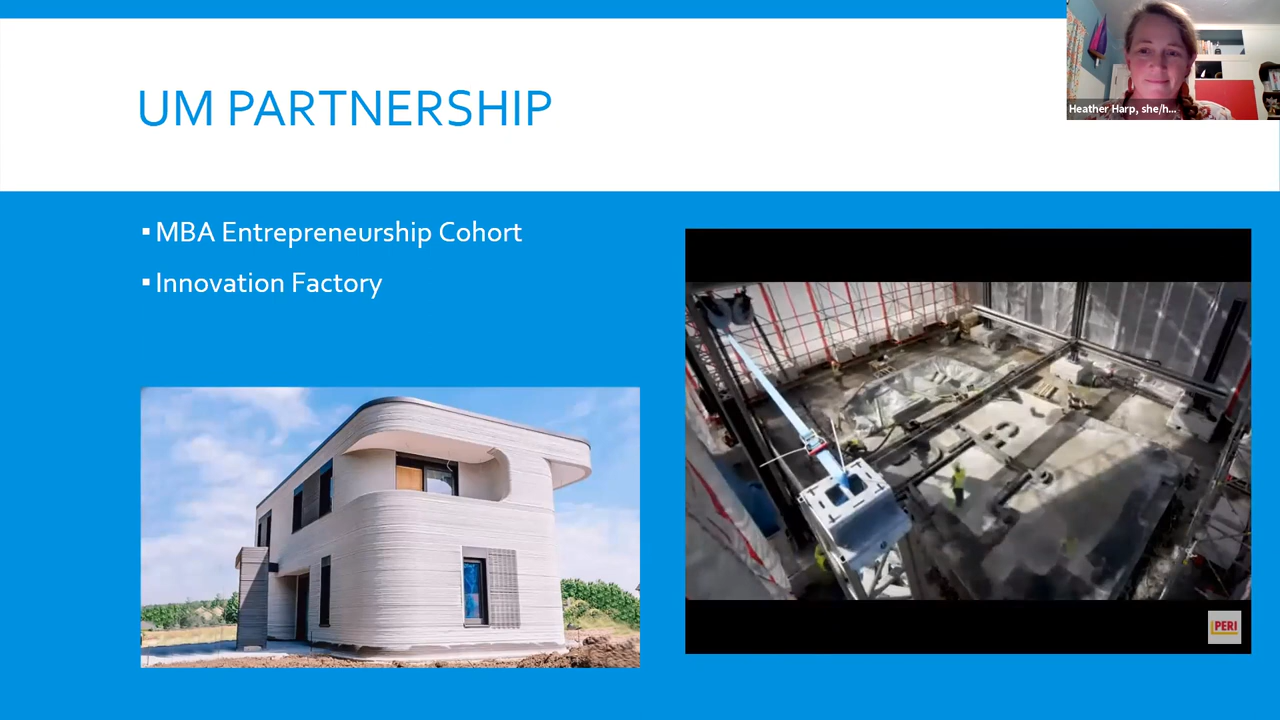 UM PARTNERSHIP
Heather Harp, she/h...
▪ MBA Entrepreneurship Cohort
▪ Innovation Factory
PERI